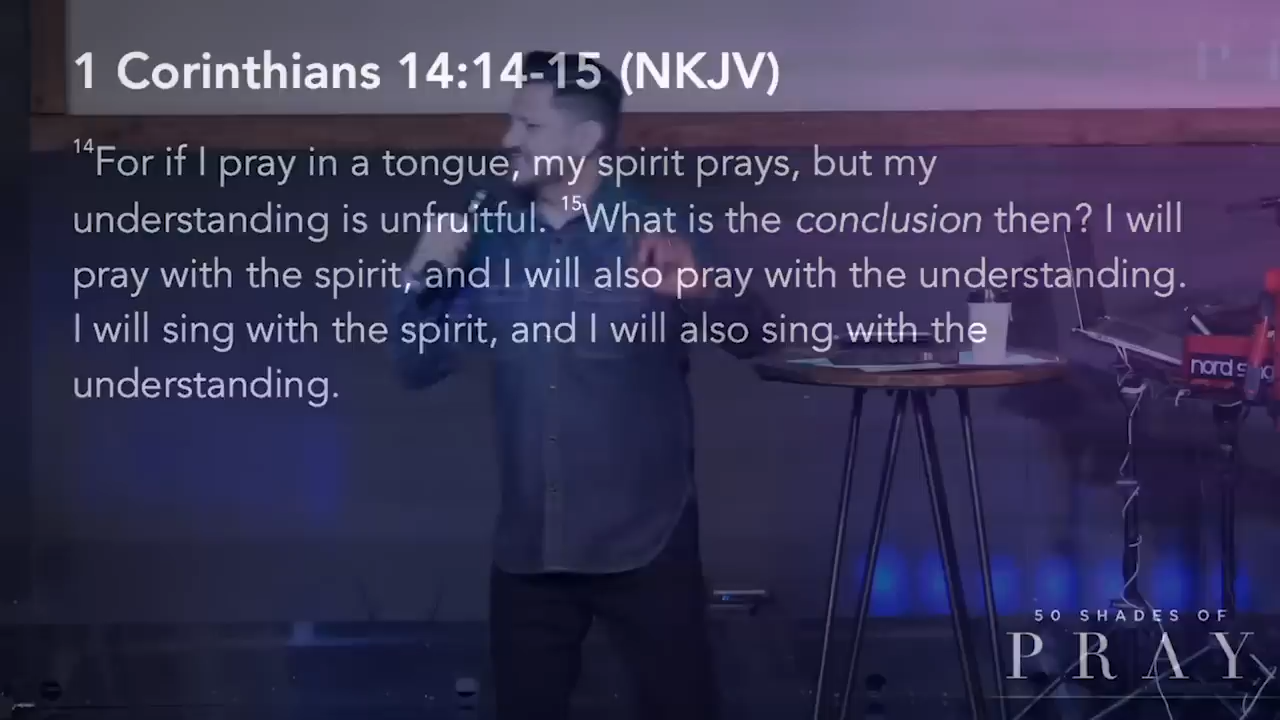 1 Corinthians 14:14-15 (NKJV)
14For if I pray in a tongue, my spirit prays, but my
understanding is unfruitful. 15What is the conclusion then? I will
pray with the spirit, and I will also pray with the understanding.
I will sing with the spirit, and I will also sing with the
understanding.
nord
50 SHADES OF
PRAY